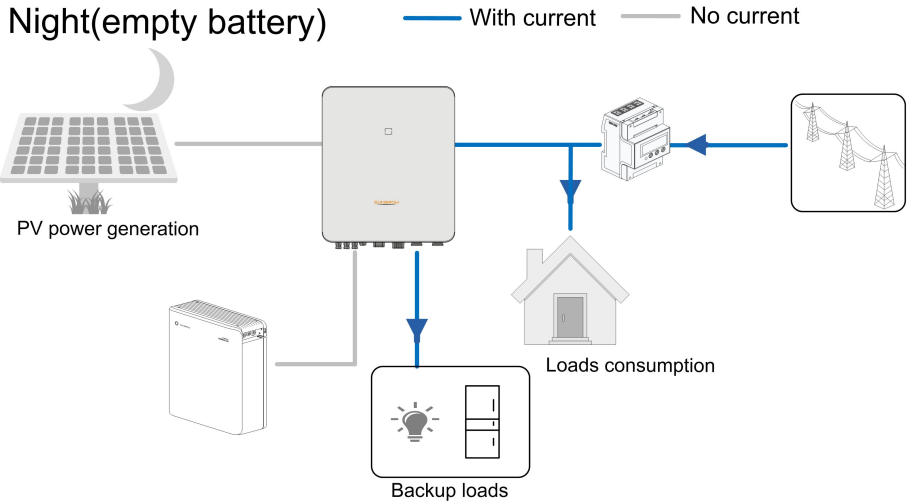 Night(empty battery)
With current
No current
PV power generation
Loads consumption
Backup loads